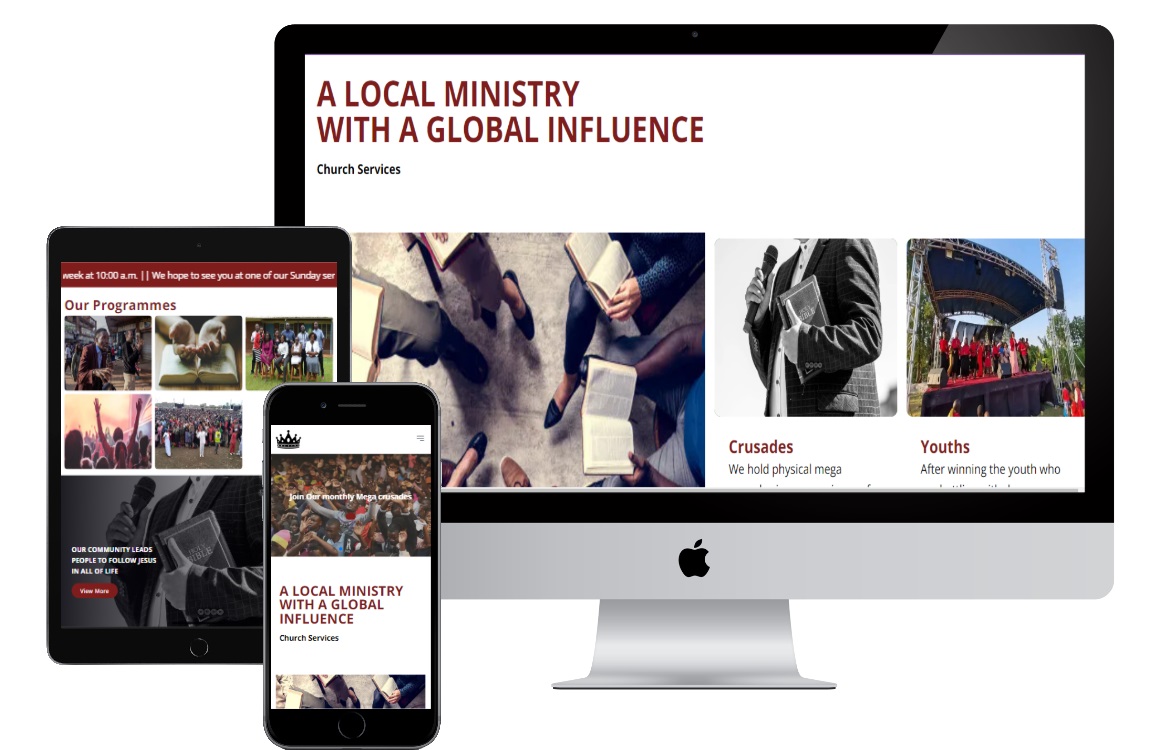 A LOCAL MINISTRY
WITH A GLOBAL INFLUENCE
Church Services
Crusades
We hold physical mega
Youths
After winning the youth who
week at 10:00 a.m. || We hope to see you at one of our Sunday ser
Our Programmes
OUR COMMUNITY LEADS
PEOPLE TO FOLLOW JESUS
IN ALL OF LIFE
View More
Join Our monthly Mega crusades
A LOCAL MINISTRY
WITH A GLOBAL
INFLUENCE
Church Services